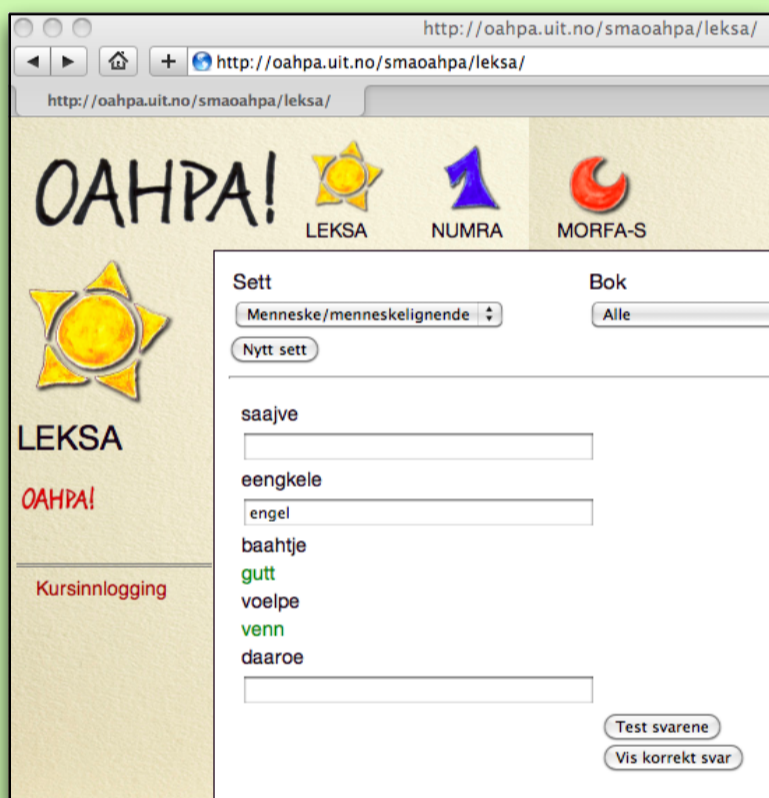 http://oahpa.uit.no/smaoahpa/leksa/
http://oahpa.uit.no/smaoahpa/leksa/
http://oahpa.uit.no/smaoahpa/leksa/
OAHPA!
LEKSA
NUMRA
MORFA-S
LEKSA
OAHPA!
Kursinnlogging
Sett
Bok
Menneske/menneskelignende
Alle
Nytt sett
saajve
eengkele
engel
baahtje
gutt
voelpe
venn
daaroe
Test svarene
Vis korrekt svar